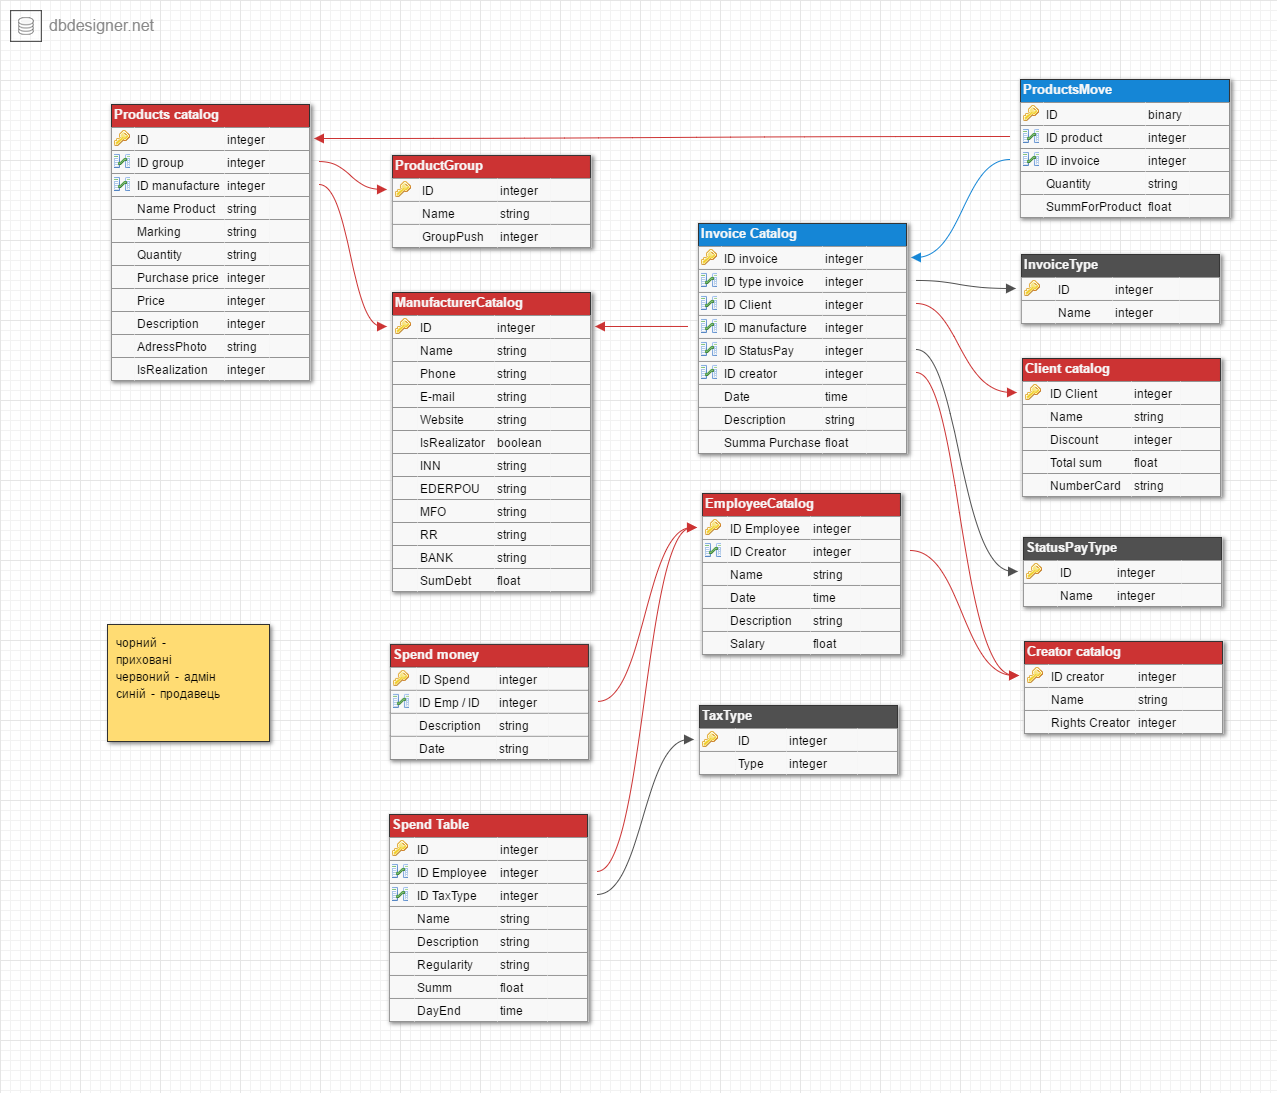 dbdesigner.net
Products catalog
ID integer
ID group integer
ID manufacture integer
Name Product string
Marking string
Quantity string
Purchase price integer
Price integer
Description integer
AdressPhoto string
IsRealization integer
ProductGroup
ID integer
Name string
GroupPush integer
ManufacturerCatalog
ID integer
Name string
Phone string
E-mail string
Website string
IsRealizator boolean
INN string
EDERPOU string
MFO string
RR string
BANK string
SumDebt float
Invoice Catalog
ID invoice integer
ID type invoice integer
ID Client integer
ID manufacture integer
ID StatusPay integer
ID creator integer
Date time
Description string
Summa Purchase float
ProductsMove
ID binary
ID product integer
ID invoice integer
Quantity string
SummForProduct float
InvoiceType
ID integer
Name integer
Client catalog
ID Client integer
Name string
Discount integer
Total sum float
NumberCard string
EmployeeCatalog
ID Employee integer
ID Creator integer
Name string
Date time
Description string
Salary float
StatusPayType
ID integer
Name integer
Creator catalog
ID creator integer
Name string
Rights Creator integer
чорний -
приховані
червоний - адмін
синій - продавець
Spend money
ID Spend integer
ID Emp / ID integer
Description string
Date string
TaxType
ID integer
Type integer
Spend Table
ID integer
ID Employee integer
ID TaxType integer
Name string
Description string
Regularity string
Summ float
DayEnd time